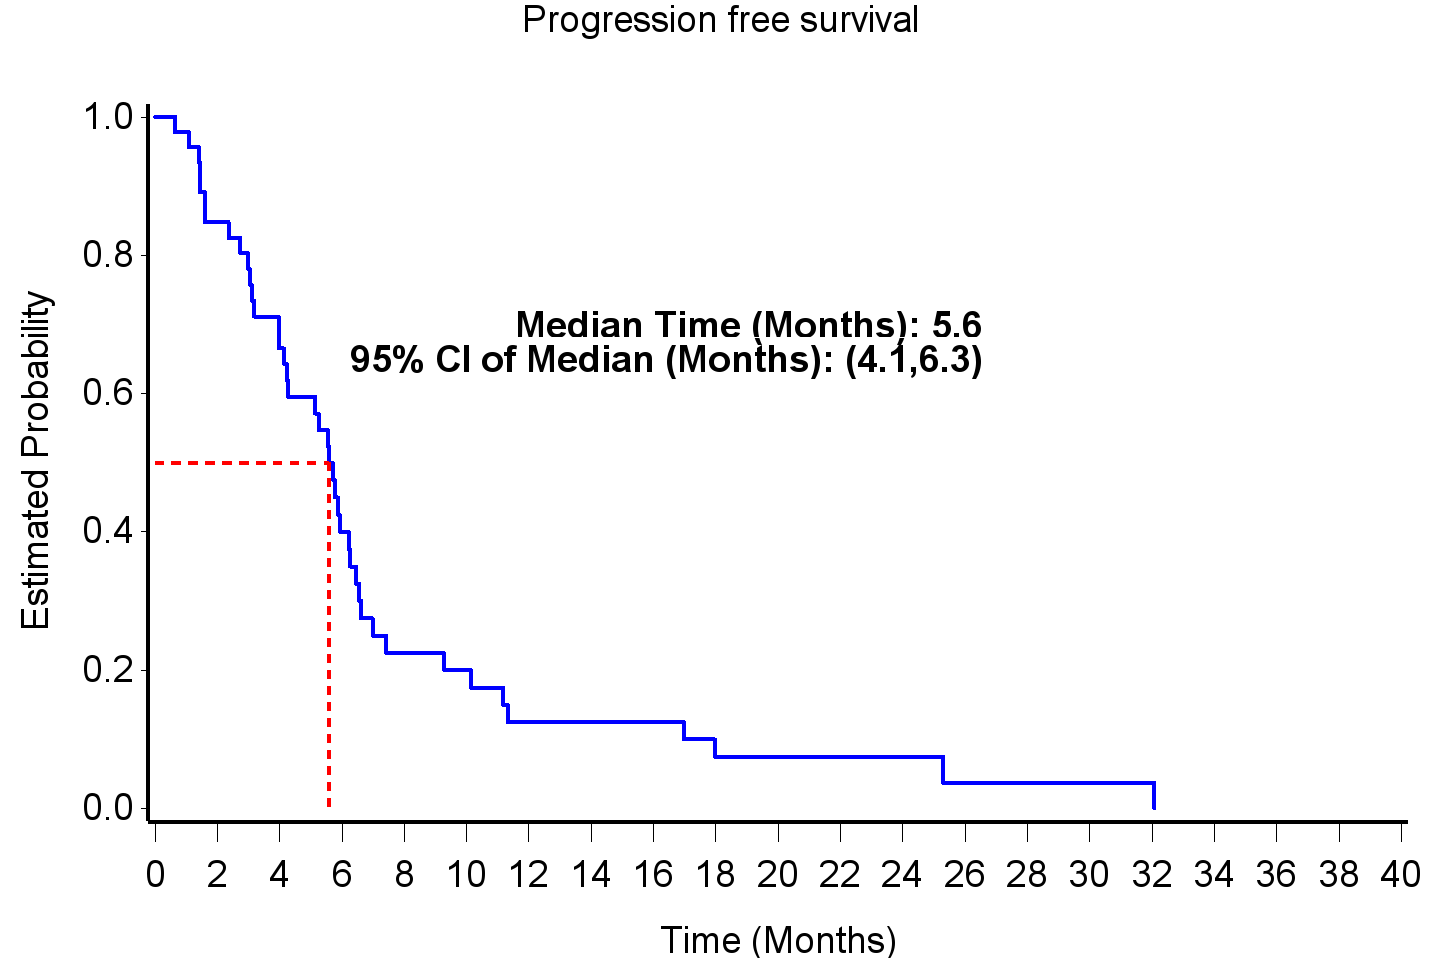 Progression free survival
1.0
0.8
0.6
0.4
0.2
0.0
Estimated Probability
Median Time (Months): 5.6
95% CI of Median (Months): (4.1,6.3)
0 2 4 6 8 10 12 14 16 18 20 22 24 26 28 30 32 34 36 38 40
Time (Months)